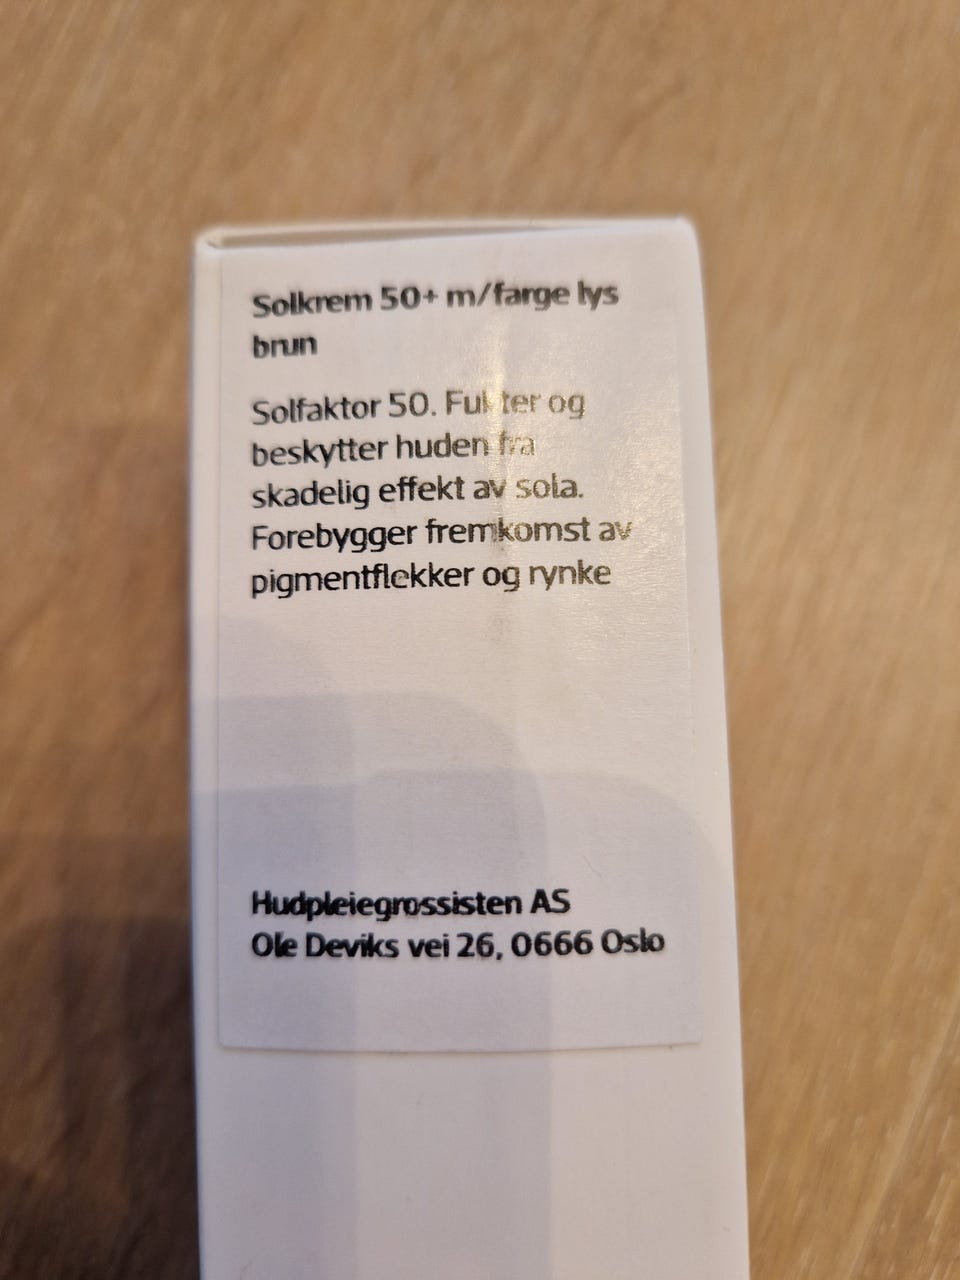 Solkrem 50+ m/farge lys
brun
Solfaktor 50. Fukter og
beskytter huden fra
skadelig effekt av sola.
Forebygger fremkomst av
pigmentflekker og rynke
Hudpleiegrossisten AS
Ole Deviks vei 26, 0666 Oslo